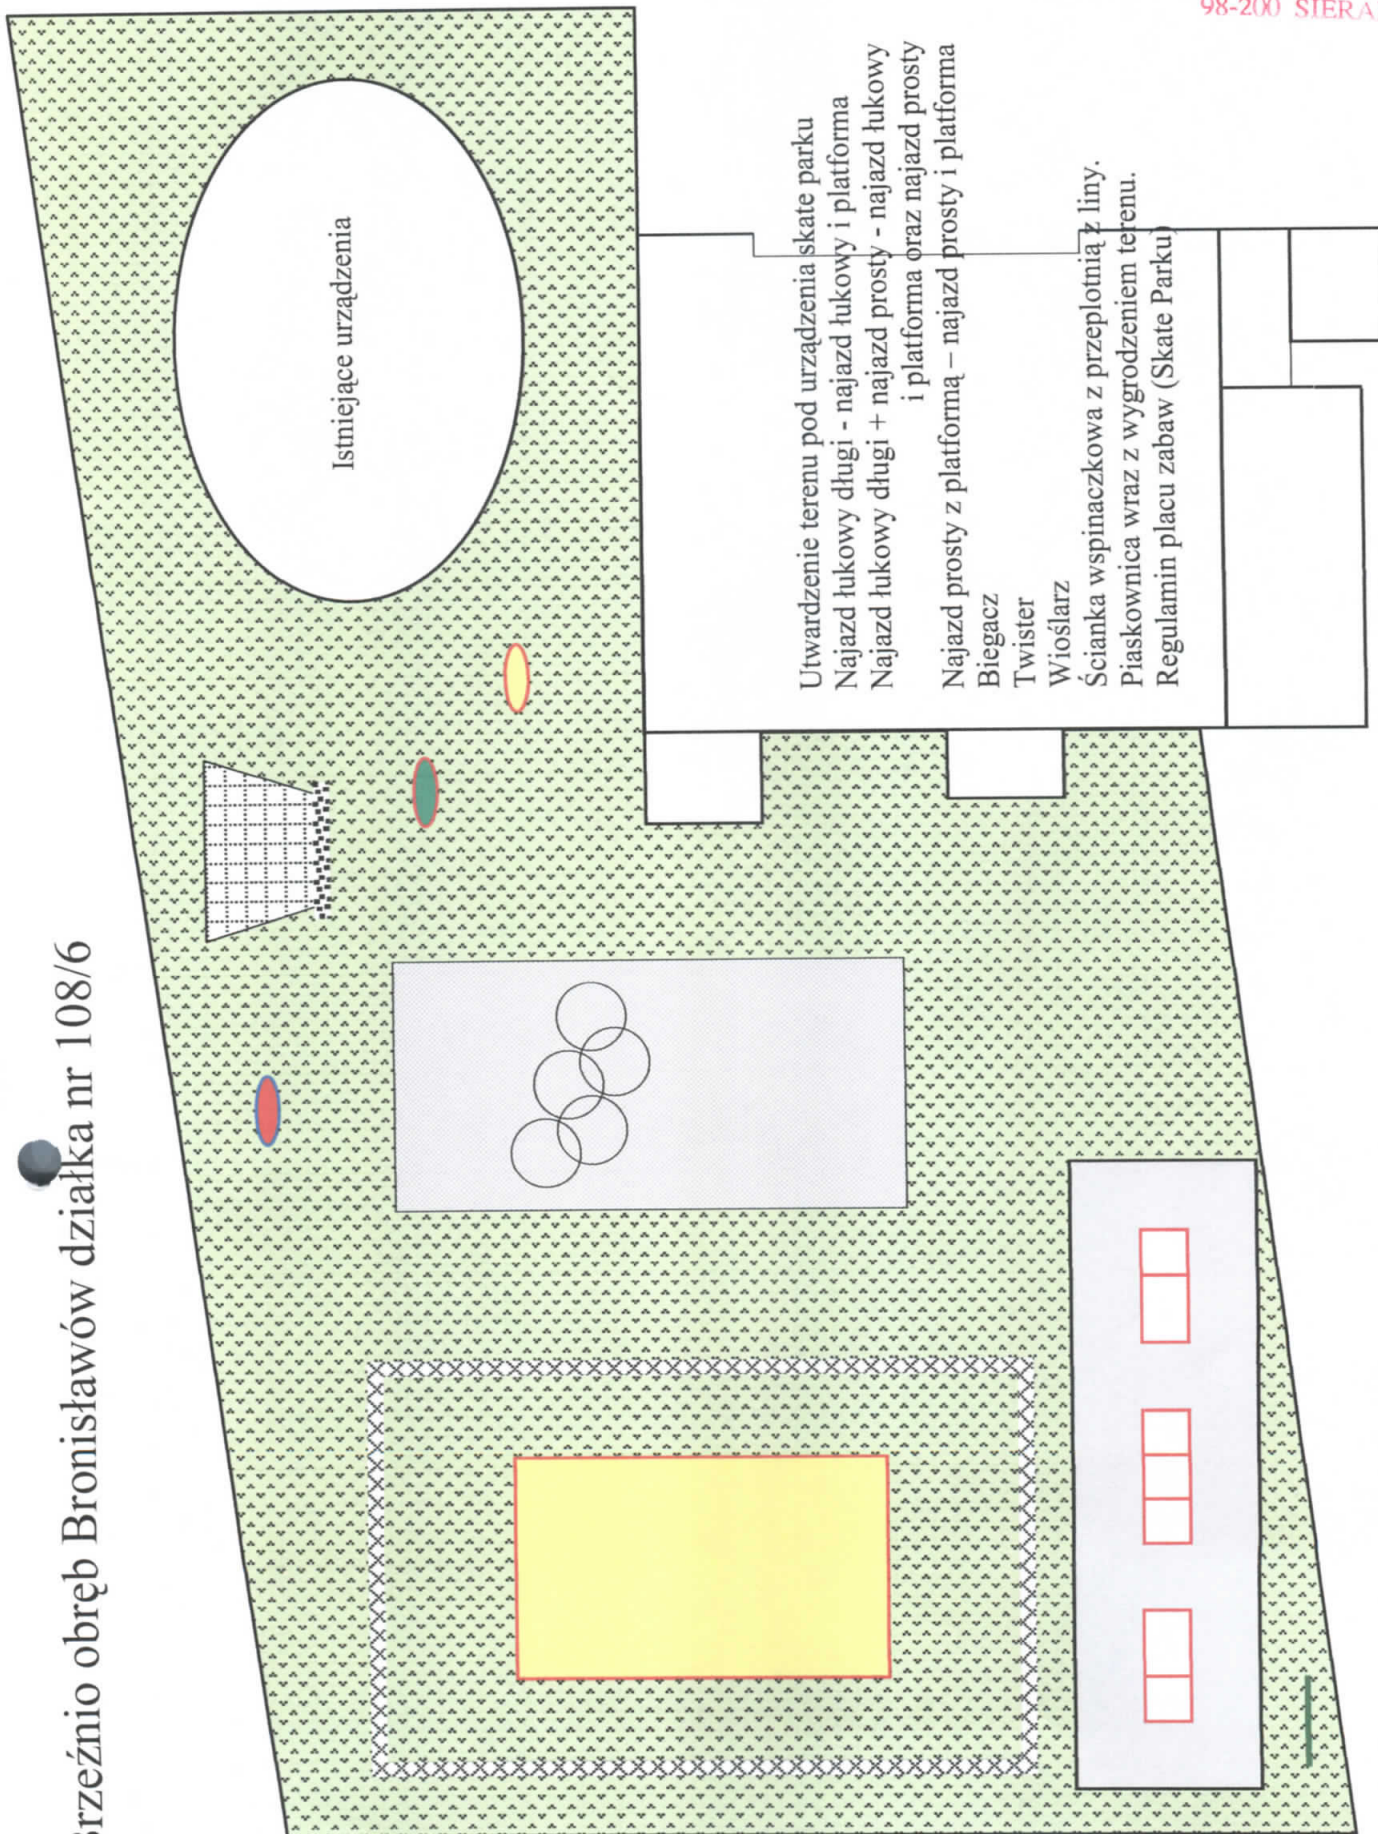 98-200 SIERA
rzeźnio obręb Bronisławów działka nr 108/6
Istniejące urządzenia
Utwardzenie terenu pod urządzenia skate parku
Najazd łukowy długi - najazd łukowy i platforma
Najazd łukowy długi + najazd prosty - najazd łukowy
i platforma oraz najazd prosty
Najazd prosty z platformą – najazd prosty i platforma
Biegacz
Twister
Wioślarz
Ścianka wspinaczkowa z przeplotnią z liny.
Piaskownica wraz z wygrodzeniem terenu.
Regulamin placu zabaw (Skate Parku)